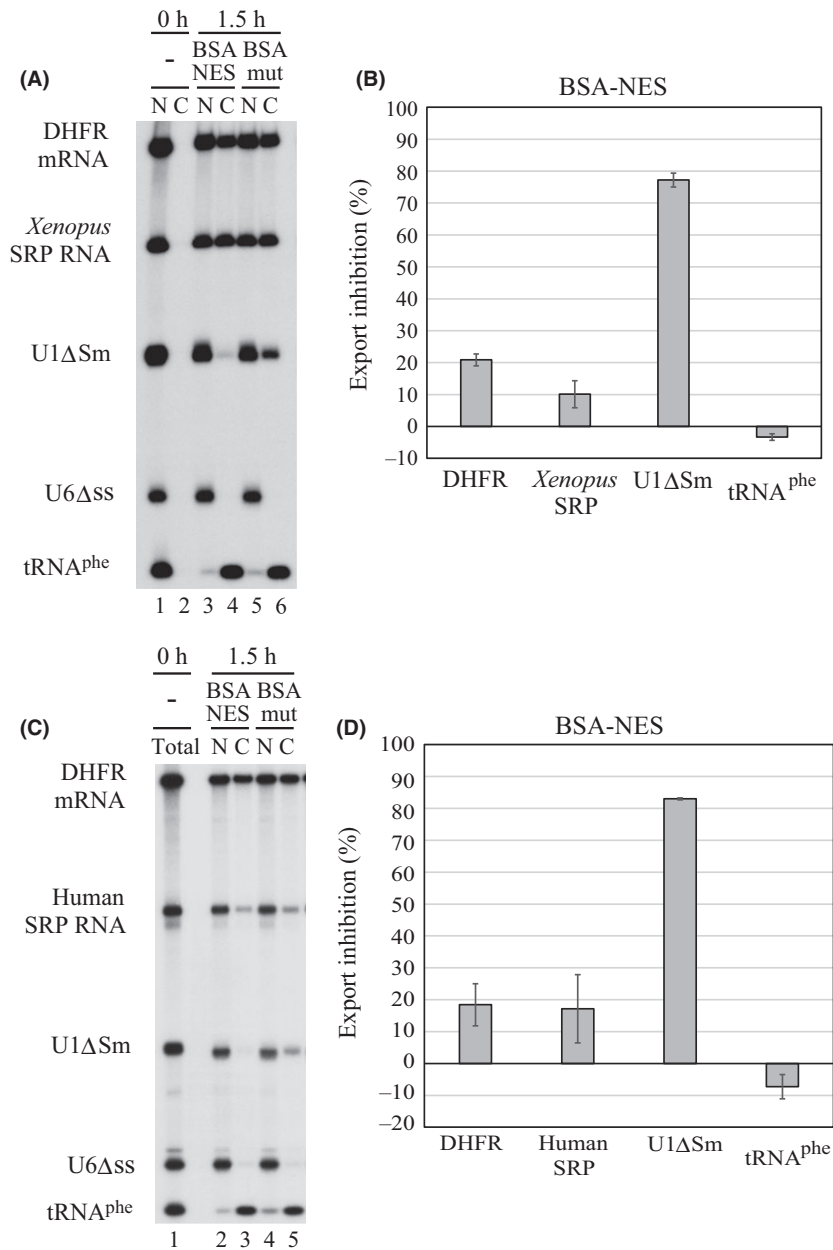 (A)
0 h 1.5 h
- BSA NES BSA mut
N C N C N C
DHFR mRNA
Xenopus SRP RNA
U1ΔSm
U6Δss
tRNAphe
1 2 3 4 5 6
(B)
BSA-NES
Export inhibition (%)
100
90
80
70
60
50
40
30
20
10
0
–10
DHFR Xenopus SRP U1ΔSm tRNAphe
(C)
0 h 1.5 h
- BSA NES BSA mut
Total N C N C
DHFR mRNA
Human SRP RNA
U1ΔSm
U6Δss
tRNAphe
1 2 3 4 5
(D)
BSA-NES
Export inhibition (%)
100
90
80
70
60
50
40
30
20
10
0
–10
–20
DHFR Human SRP U1ΔSm tRNAphe